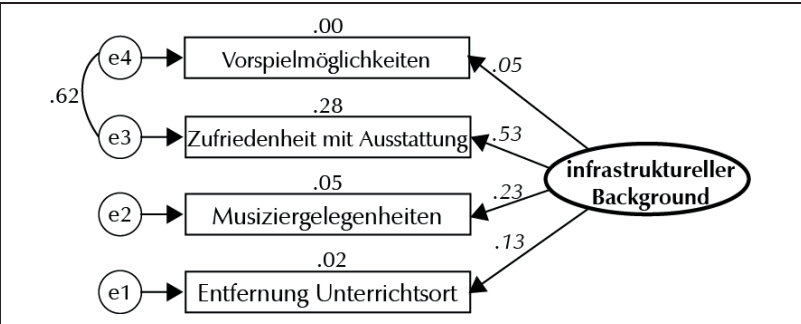 .00
e4
Vorspielmöglichkeiten
.05
.62
.28
e3
Zufriedenheit mit Ausstattung
.53
infrastruktureller
Background
.05
e2
Musiziergelegenheiten
.23
.02
e1
Entfernung Unterrichtsort
.13